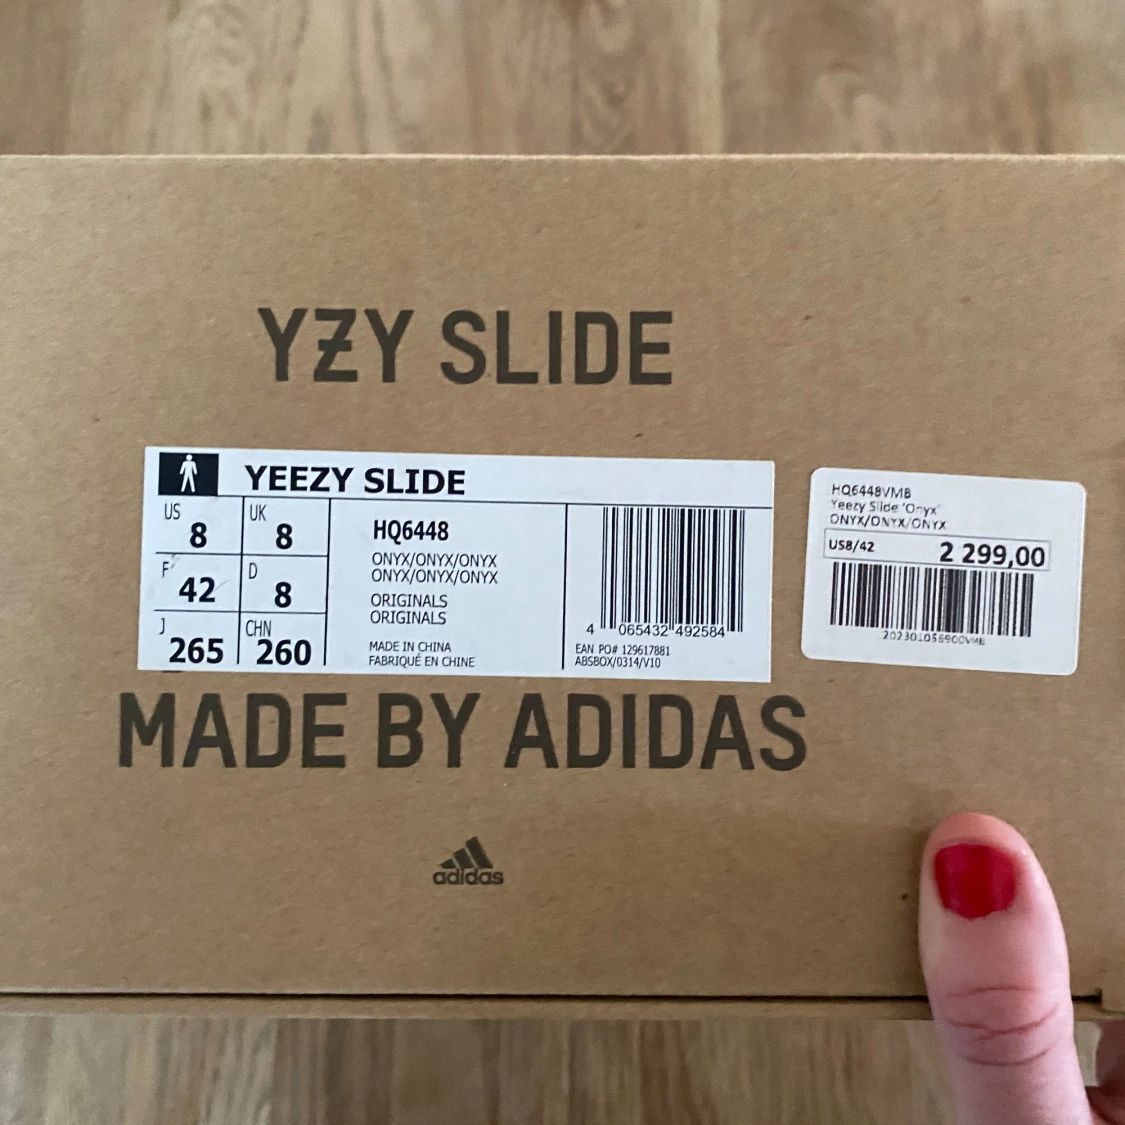 YZY SLIDE
YEEZY SLIDE
US 8
UK 8
F 42
D 8
J 265
CHN 260
HQ6448
ONYX/ONYX/ONYX
ONYX/ONYX/ONYX
ORIGINALS
ORIGINALS
MADE IN CHINA
FABRIQUÉ EN CHINE
4 065432 492584
EAN PO# 129617881
ABSBOX/0314/V10
HQ6448VMB
Yeezy Slide 'Onyx'
ONYX/ONYX/ONYX
US8/42 2 299,00
MADE BY ADIDAS
adidas